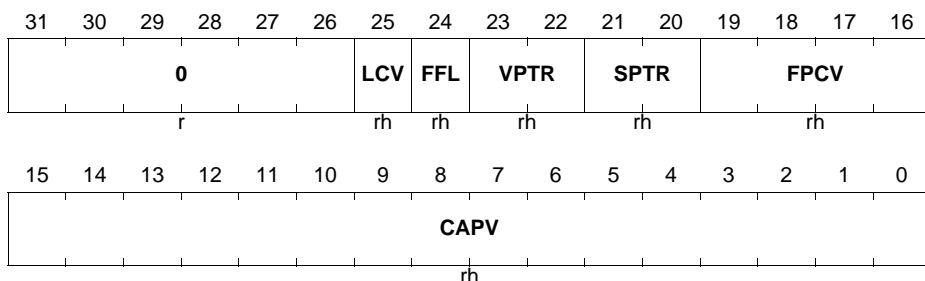 31 30 29 28 27 26 25 24 23 22 21 20 19 18 17 16
0 LCV FFL VPTR SPTR FPCV
r rh rh rh rh rh
15 14 13 12 11 10 9 8 7 6 5 4 3 2 1 0
CAPV
rh